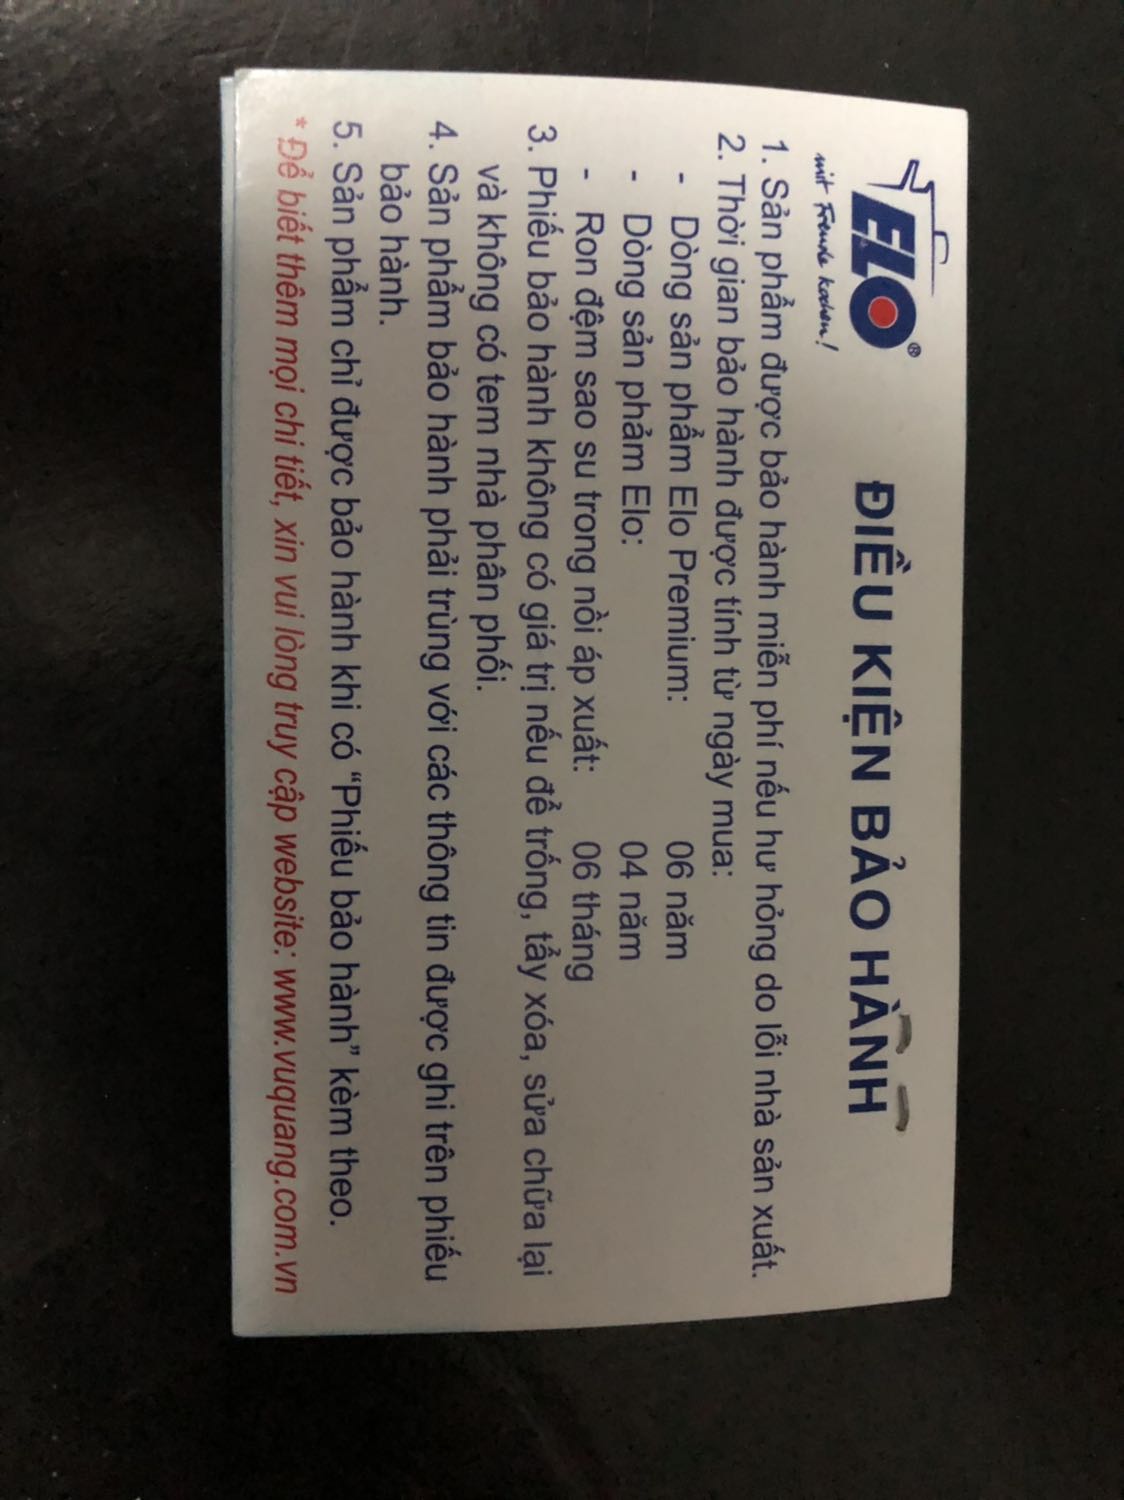 ELO®
mit Freude kochen!
ĐIỀU KIỆN BẢO HÀNH
1. Sản phẩm được bảo hành miễn phí nếu hư hỏng do lỗi nhà sản xuất.
2. Thời gian bảo hành được tính từ ngày mua:
- Dòng sản phẩm Elo Premium: 06 năm
- Dòng sản phẩm Elo: 04 năm
- Ron đệm sao su trong nồi áp xuất: 06 tháng
3. Phiếu bảo hành không có giá trị nếu để trống, tẩy xóa, sửa chữa lại
và không có tem nhà phân phối.
4. Sản phẩm bảo hành phải trùng với các thông tin được ghi trên phiếu
bảo hành.
5. Sản phẩm chỉ được bảo hành khi có “Phiếu bảo hành” kèm theo.
* Để biết thêm mọi chi tiết, xin vui lòng truy cập website: www.vuquang.com.vn